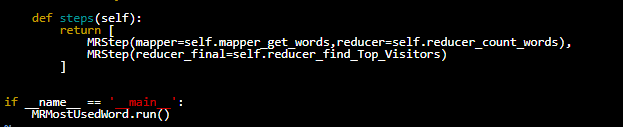 def steps(self):
return [
MRStep(mapper=self.mapper_get_words,reducer=self.reducer_count_words),
MRStep(reducer_final=self.reducer_find_Top_Visitors)
]
if __name__ == '__main__':
MRMostUsedWord.run()